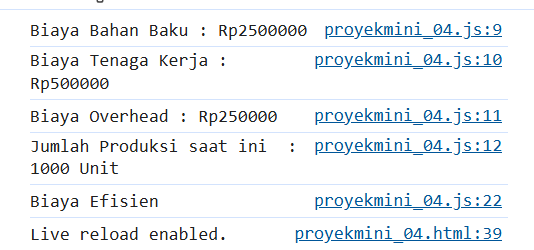 Biaya Bahan Baku : Rp2500000 proyekmini_04.js:9
Biaya Tenaga Kerja : proyekmini_04.js:10
Rp500000
Biaya Overhead : Rp250000 proyekmini_04.js:11
Jumlah Produksi saat ini  : proyekmini_04.js:12
1000 Unit
Biaya Efisien proyekmini_04.js:22
Live reload enabled. proyekmini_04.html:39